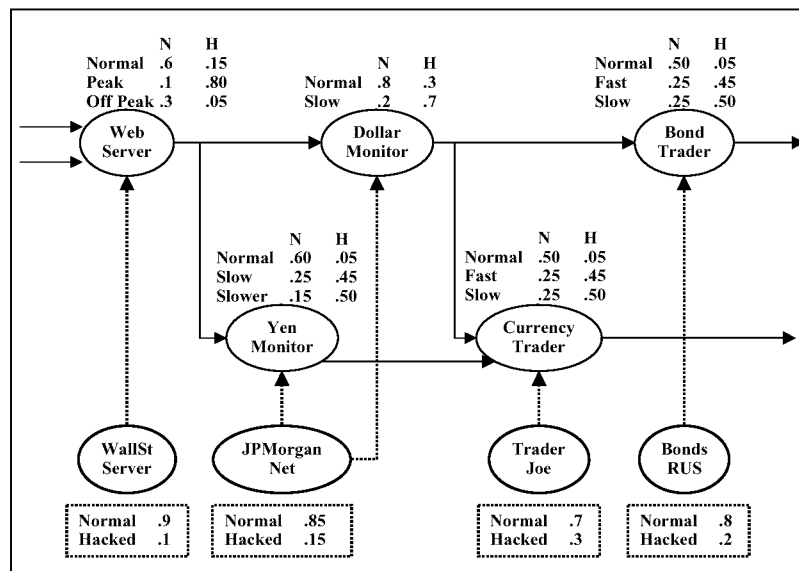 N H
Normal .6 .15
Peak .1 .80
Off Peak .3 .05
Web
Server
N H
Normal .8 .3
Slow .2 .7
Dollar
Monitor
N H
Normal .50 .05
Fast .25 .45
Slow .25 .50
Bond
Trader
N H
Normal .60 .05
Slow .25 .45
Slower .15 .50
Yen
Monitor
N H
Normal .50 .05
Fast .25 .45
Slow .25 .50
Currency
Trader
WallSt
Server
JPMorgan
Net
Trader
Joe
Bonds
RUS
Normal .9
Hacked .1
Normal .85
Hacked .15
Normal .7
Hacked .3
Normal .8
Hacked .2